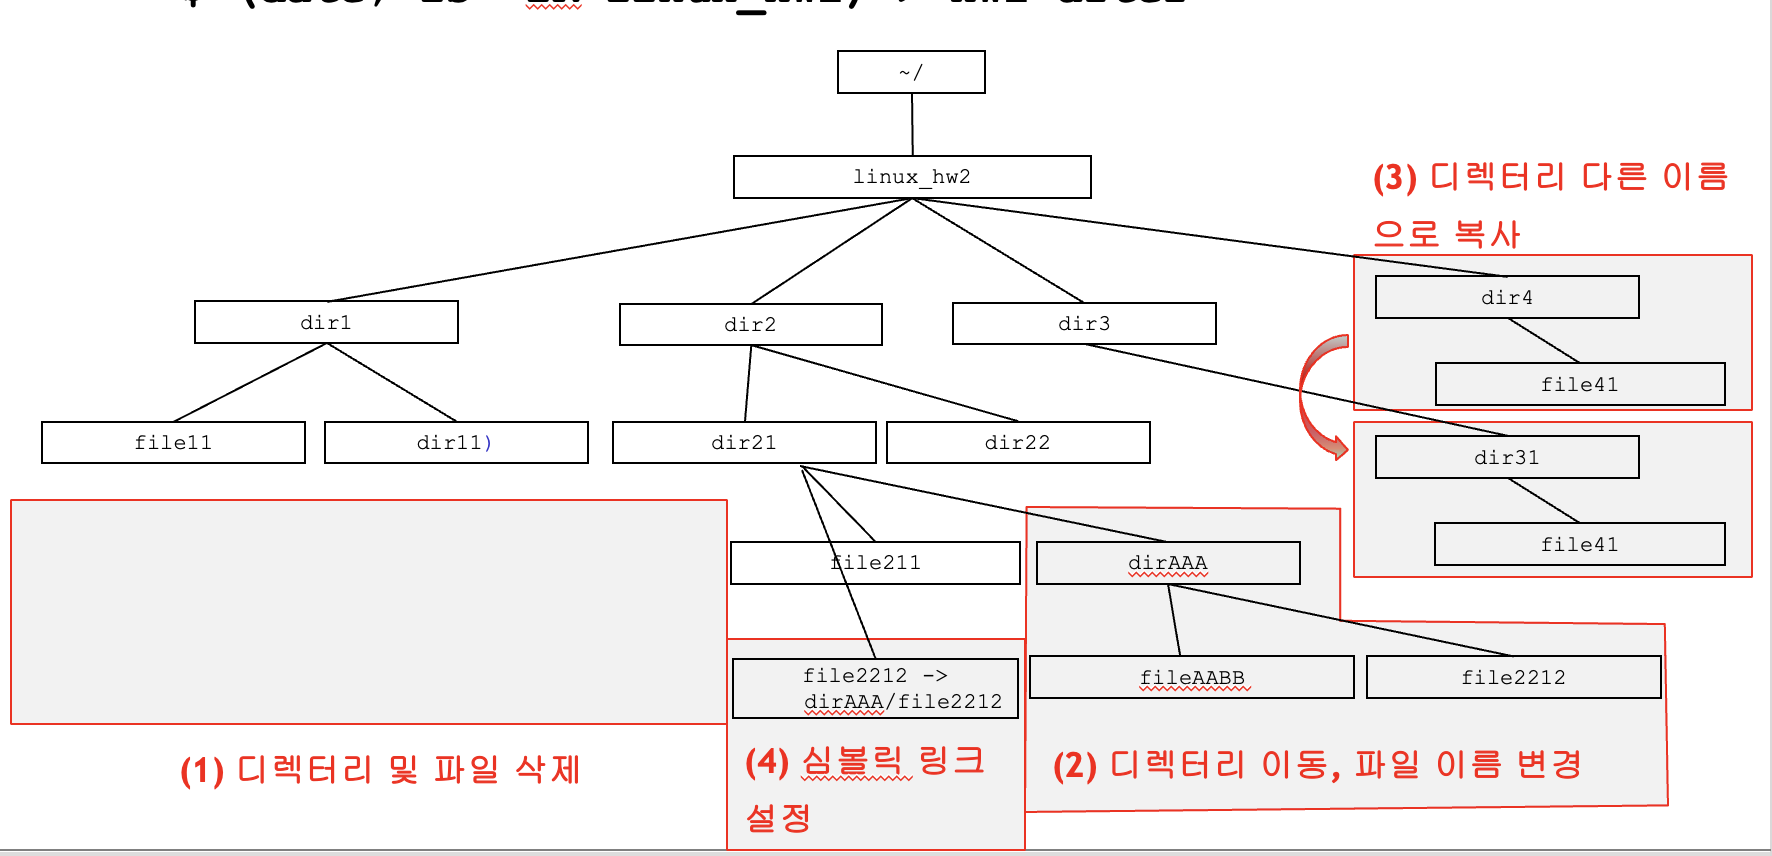 ~/
linux_hw2
(3) 디렉터리 다른 이름
으로 복사
dir4
dir1
dir2
dir3
file41
file11
dir11)
dir21
dir22
dir31
file41
file211
dirAAA
file2212 ->
dirAAA/file2212
fileAABB
file2212
(1) 디렉터리 및 파일 삭제
(4) 심볼릭 링크
설정
(2) 디렉터리 이동, 파일 이름 변경